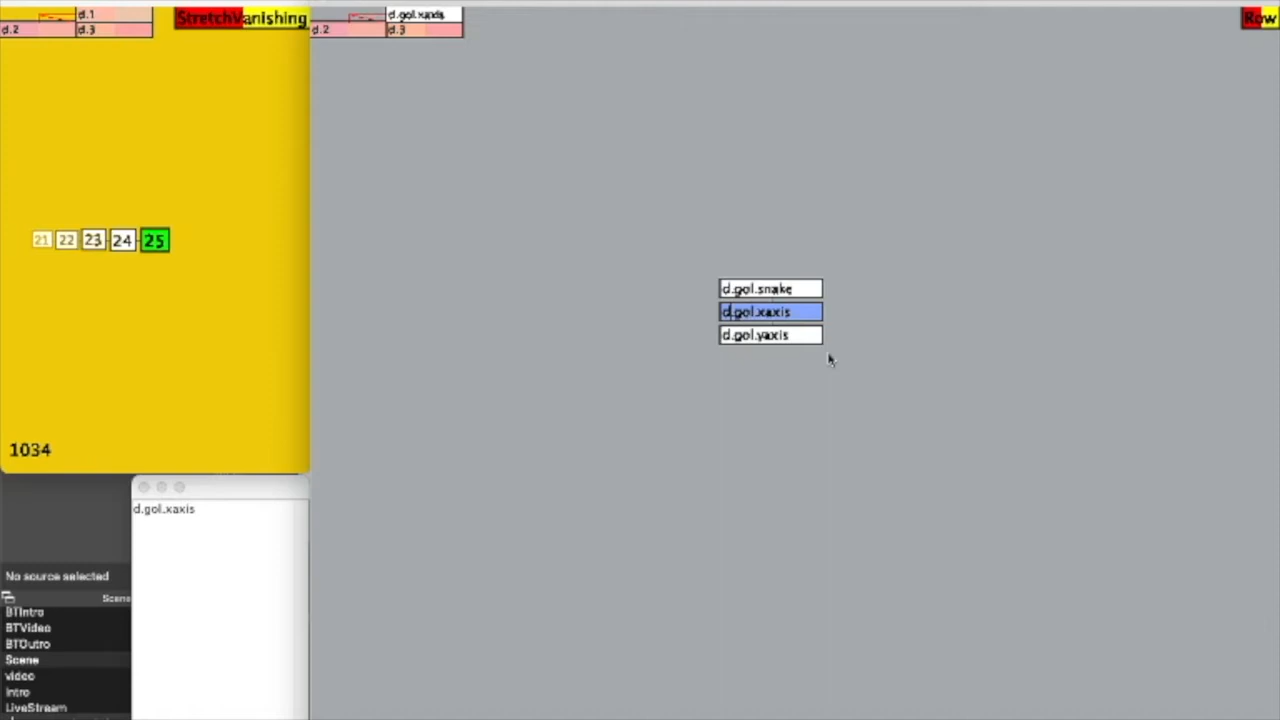 d.1
StretchVanishing
d.2
d.3
d.gol.xaxis
d.2
d.3
Row
d.gol.snake
d.gol.xaxis
d.gol.yaxis
21 22 23 24 25
1034
d.gol.xaxis
No source selected
Scene
BTIntro
BTVideo
BTOutro
Scene
video
Intro
LiveStream